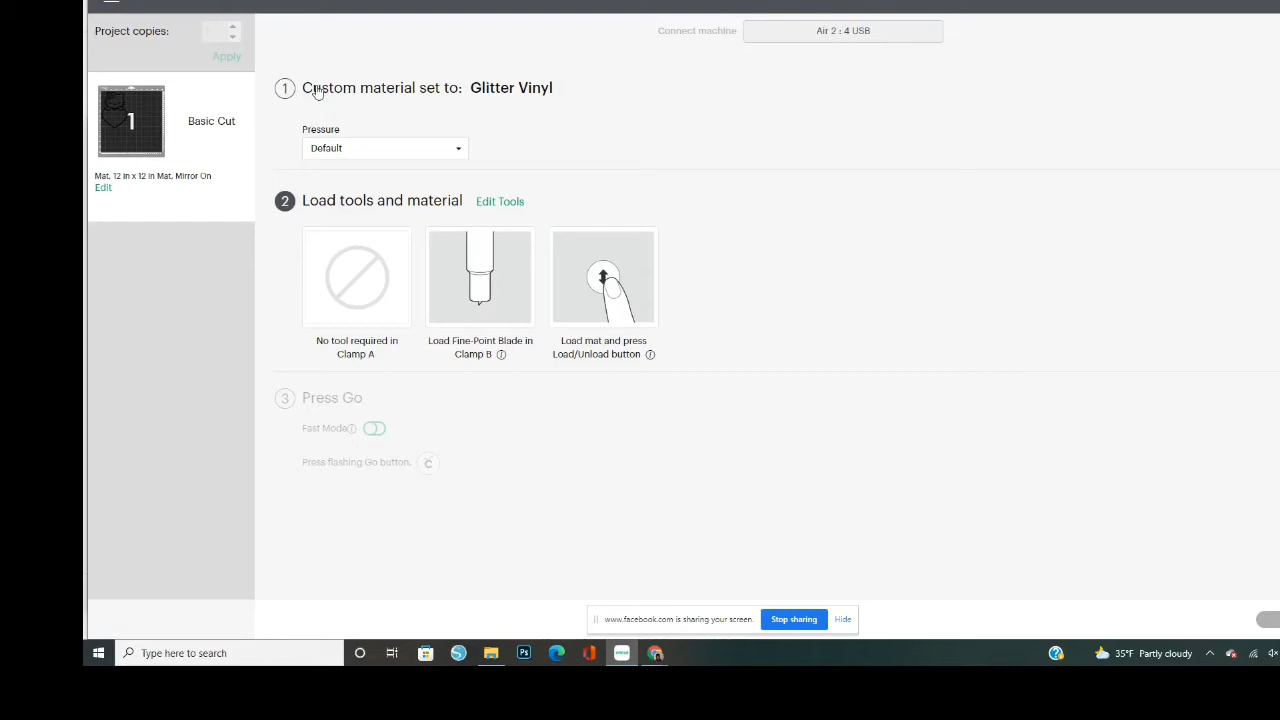 Project copies:
Apply
Connect machine
Air 2 : 4 USB
1
Custom material set to: Glitter Vinyl
1
Basic Cut
Pressure
Default
Mat, 12 in x 12 in Mat, Mirror On
Edit
2
Load tools and material
Edit Tools
No tool required in
Clamp A
Load Fine-Point Blade in
Clamp B
Load mat and press
Load/Unload button
3
Press Go
Fast Mode
Press flashing Go button.
www.facebook.com is sharing your screen.
Stop sharing
Hide
Type here to search
Ps
cricut
35°F Partly cloudy